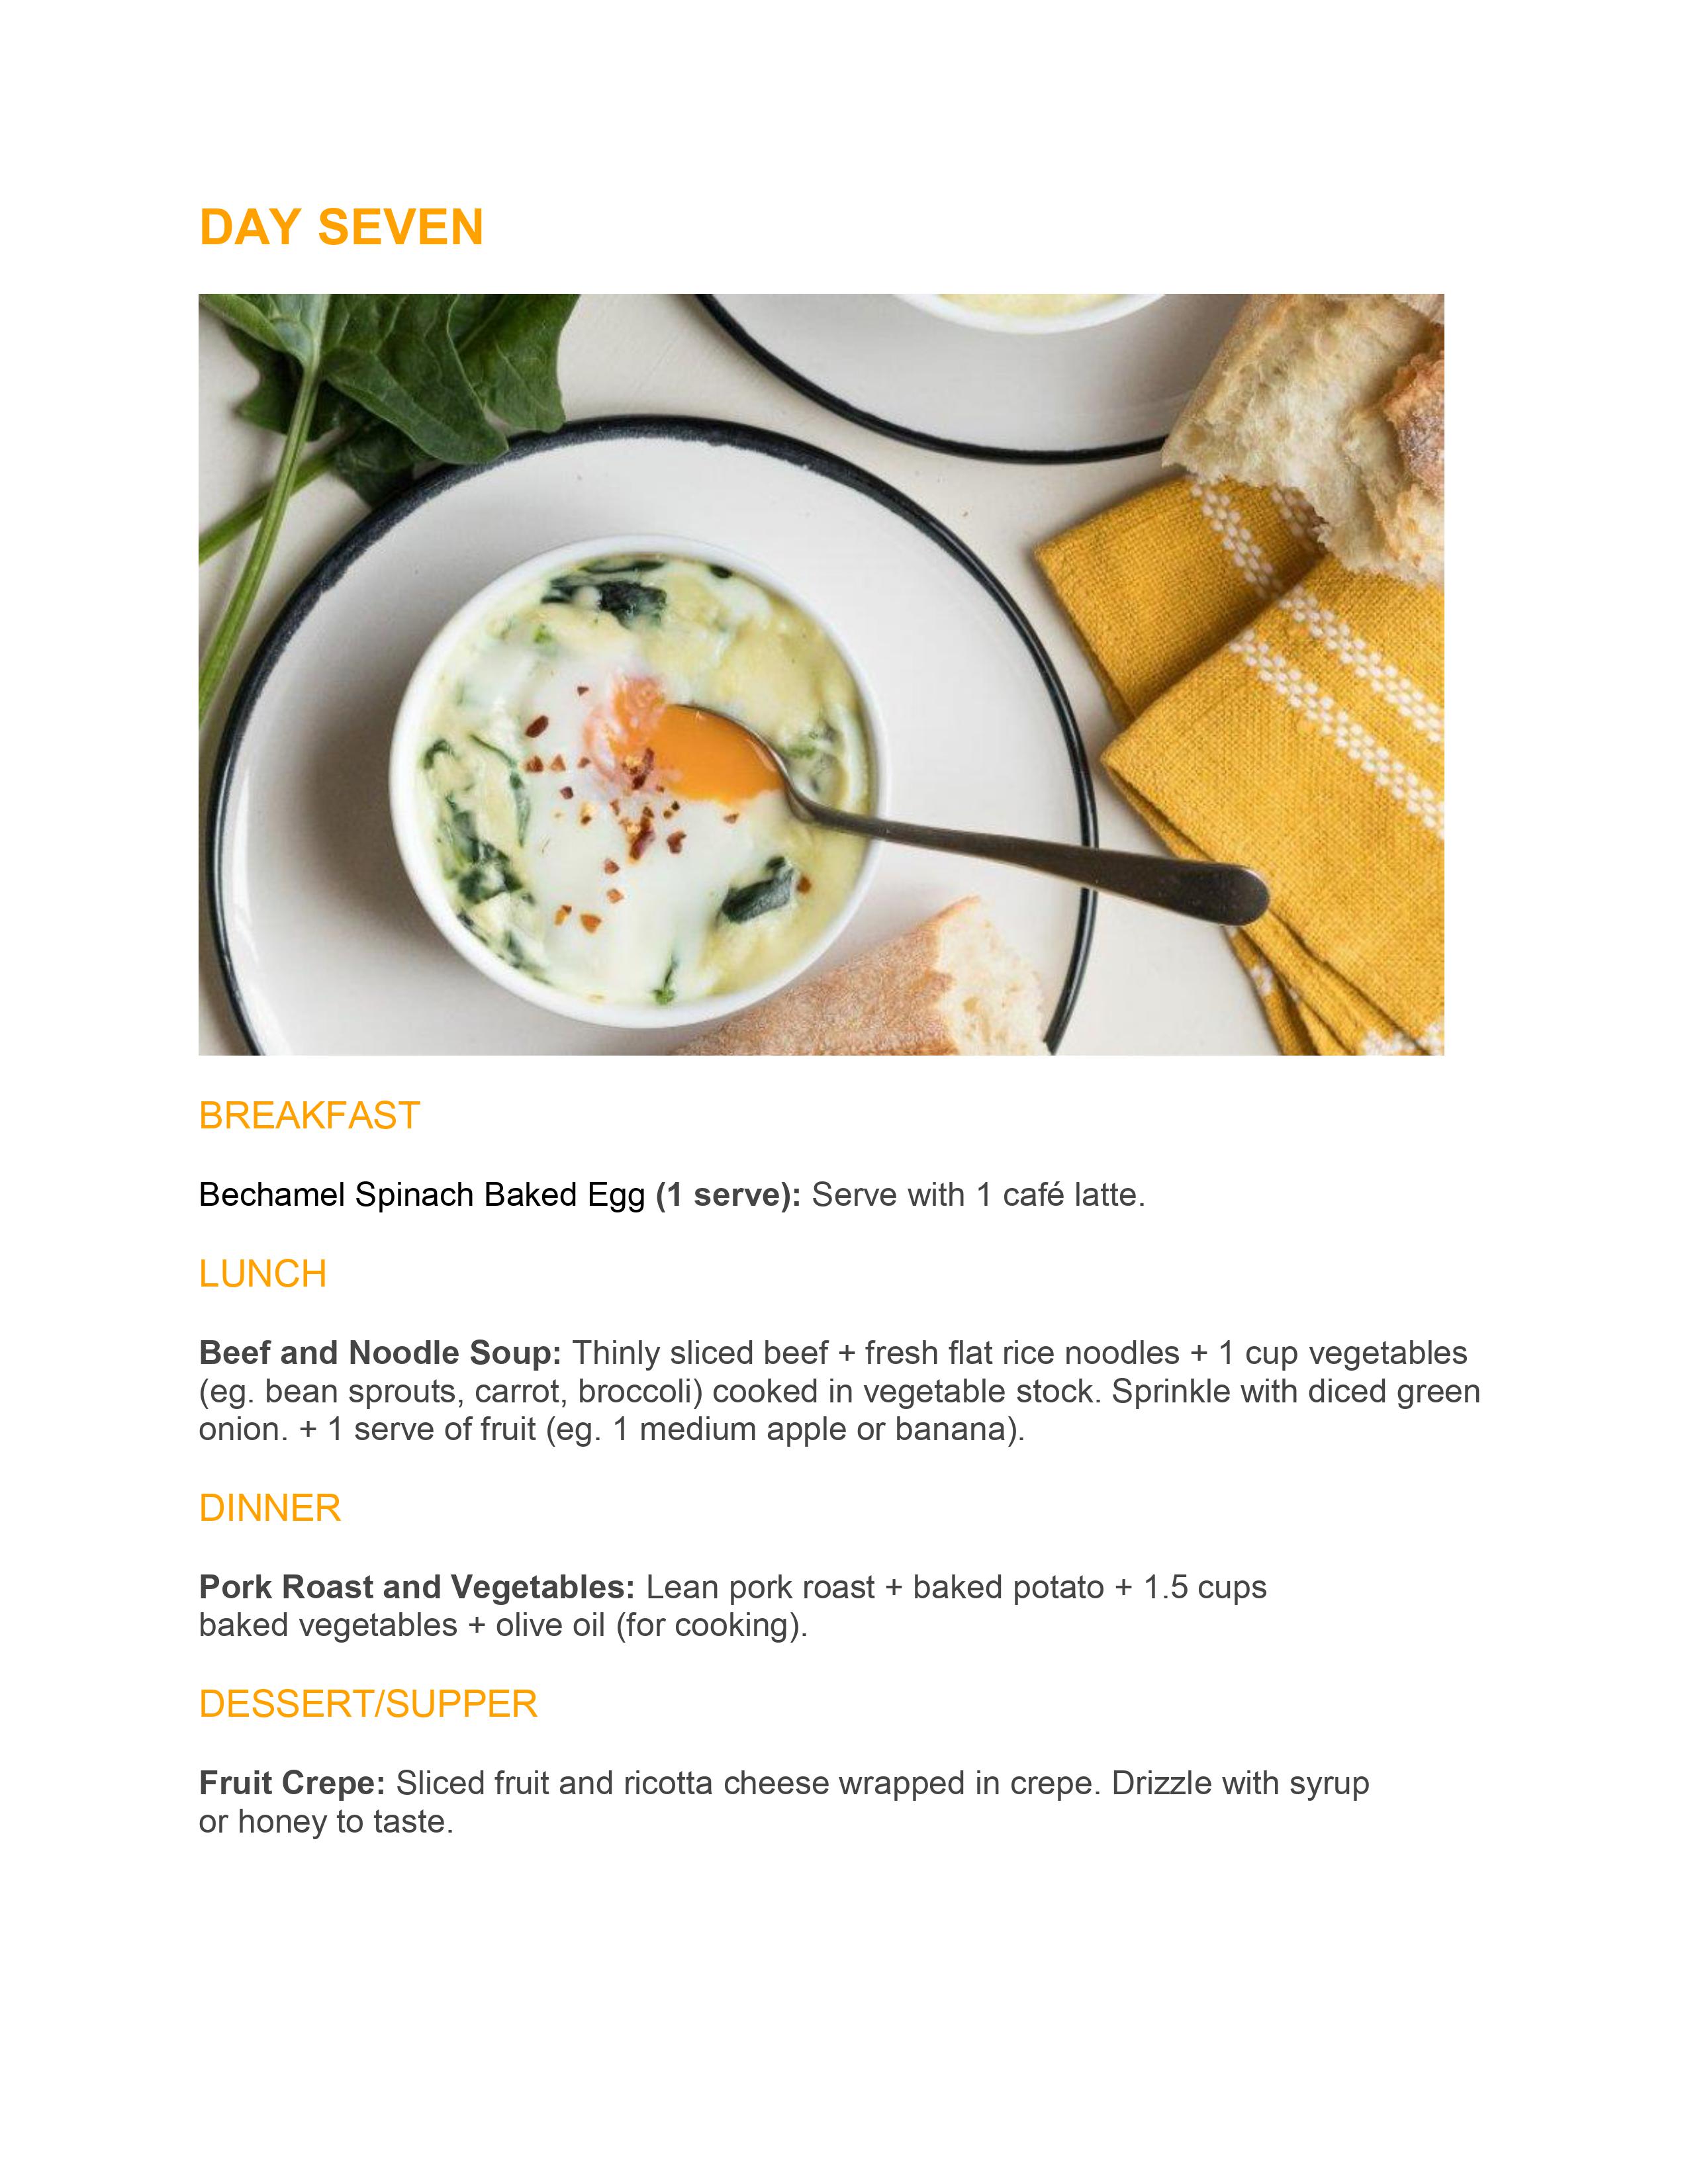 DAY SEVEN
BREAKFAST
Bechamel Spinach Baked Egg (1 serve): Serve with 1 café latte.
LUNCH
Beef and Noodle Soup: Thinly sliced beef + fresh flat rice noodles + 1 cup vegetables
(eg. bean sprouts, carrot, broccoli) cooked in vegetable stock. Sprinkle with diced green
onion. + 1 serve of fruit (eg. 1 medium apple or banana).
DINNER
Pork Roast and Vegetables: Lean pork roast + baked potato + 1.5 cups
baked vegetables + olive oil (for cooking).
DESSERT/SUPPER
Fruit Crepe: Sliced fruit and ricotta cheese wrapped in crepe. Drizzle with syrup
or honey to taste.